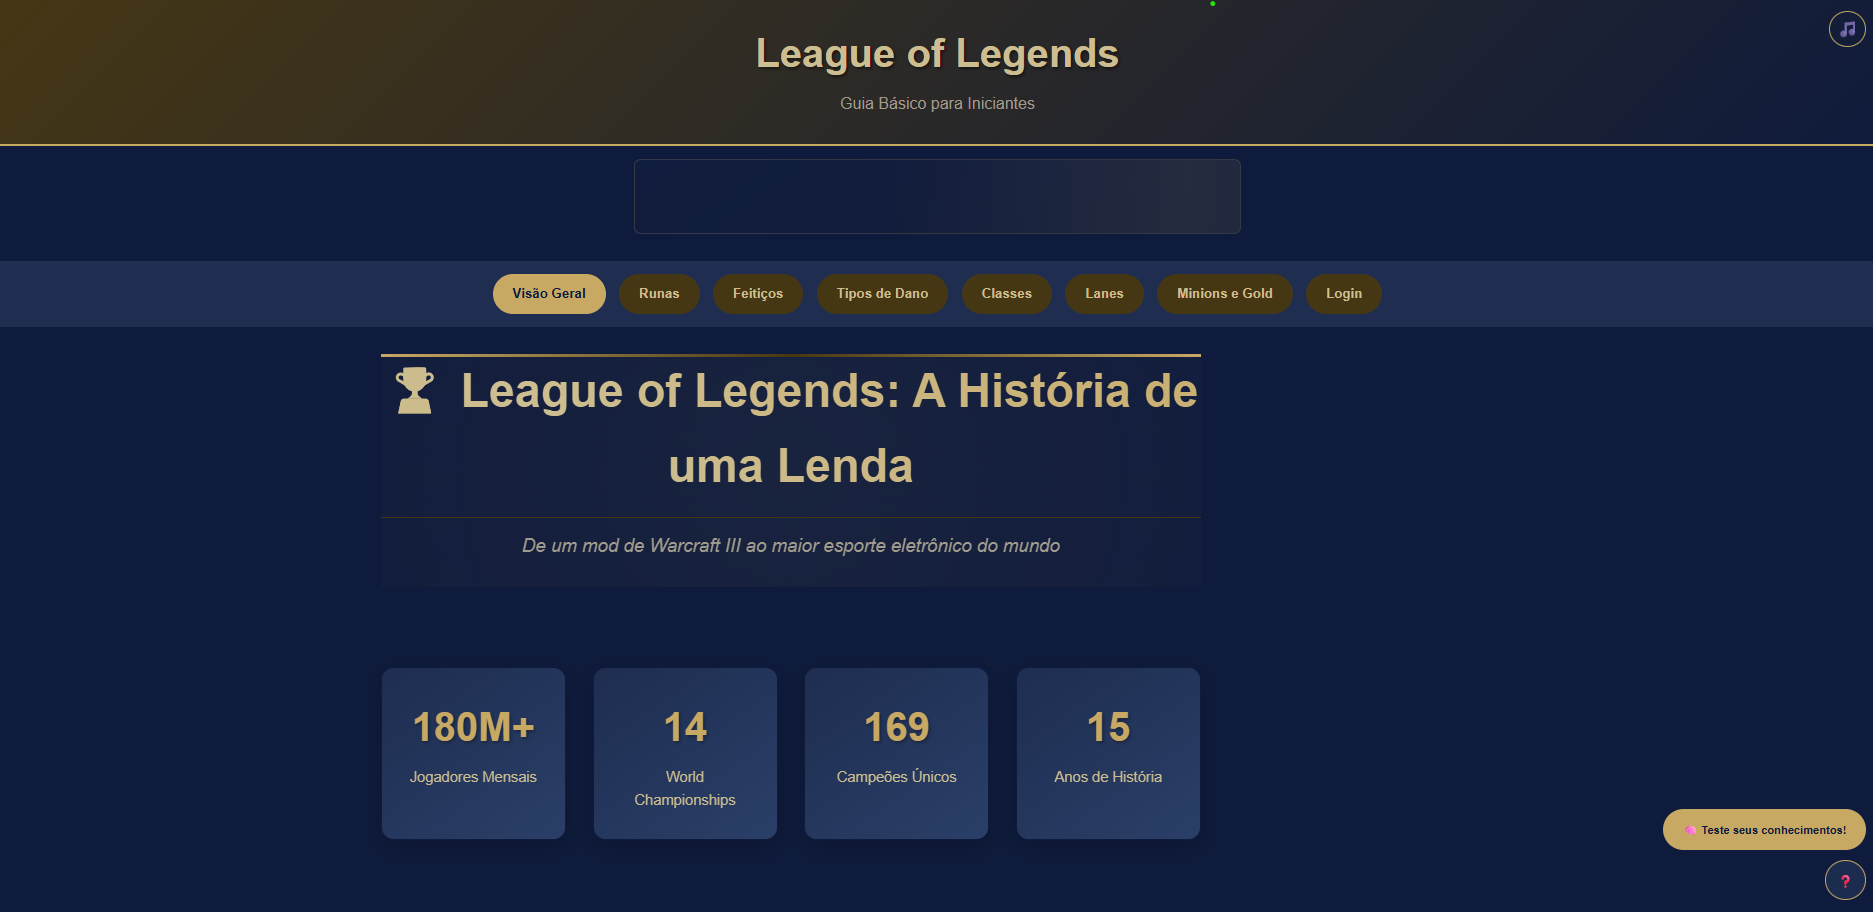 League of Legends
Guia Básico para Iniciantes
Visão Geral
Runas
Feitiços
Tipos de Dano
Classes
Lanes
Minions e Gold
Login
League of Legends: A História de
uma Lenda
De um mod de Warcraft III ao maior esporte eletrônico do mundo
180M+
Jogadores Mensais
14
World
Championships
169
Campeões Únicos
15
Anos de História
Teste seus conhecimentos!
❓